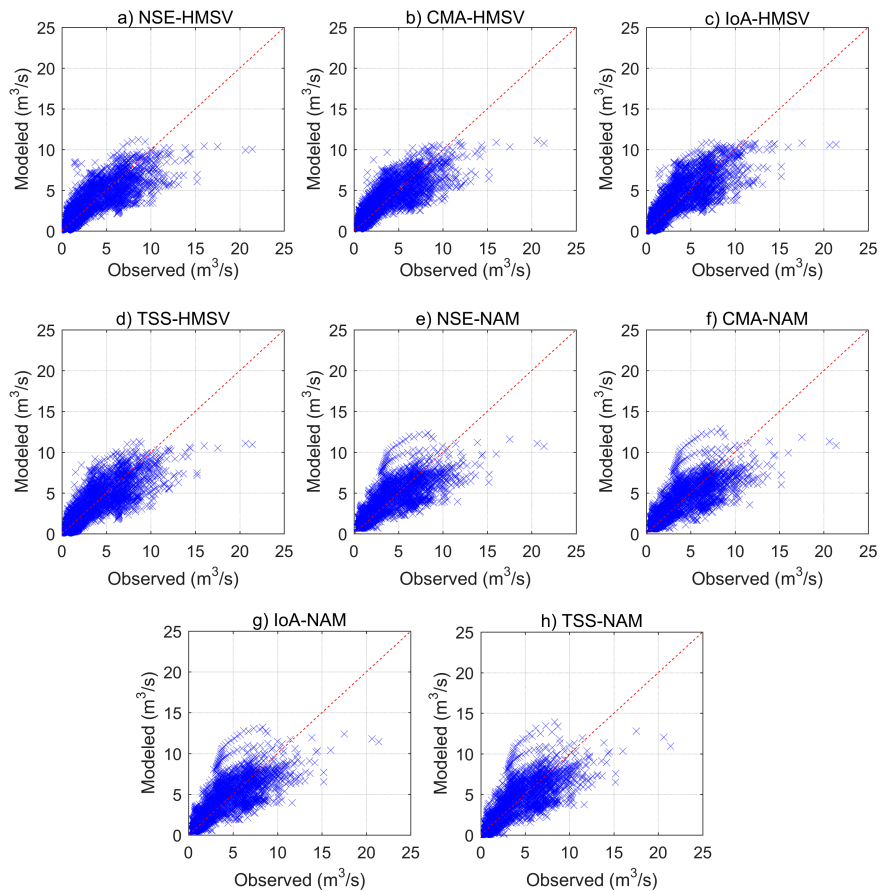 a) NSE-HMSV
b) CMA-HMSV
c) IoA-HMSV
25
20
15
10
5
0
Modeled (m³/s)
0 5 10 15 20 25
Observed (m³/s)
25
20
15
10
5
0
Modeled (m³/s)
0 5 10 15 20 25
Observed (m³/s)
25
20
15
10
5
0
Modeled (m³/s)
0 5 10 15 20 25
Observed (m³/s)
d) TSS-HMSV
e) NSE-NAM
f) CMA-NAM
25
20
15
10
5
0
Modeled (m³/s)
0 5 10 15 20 25
Observed (m³/s)
25
20
15
10
5
0
Modeled (m³/s)
0 5 10 15 20 25
Observed (m³/s)
25
20
15
10
5
0
Modeled (m³/s)
0 5 10 15 20 25
Observed (m³/s)
g) IoA-NAM
h) TSS-NAM
25
20
15
10
5
0
Modeled (m³/s)
0 5 10 15 20 25
Observed (m³/s)
25
20
15
10
5
0
Modeled (m³/s)
0 5 10 15 20 25
Observed (m³/s)